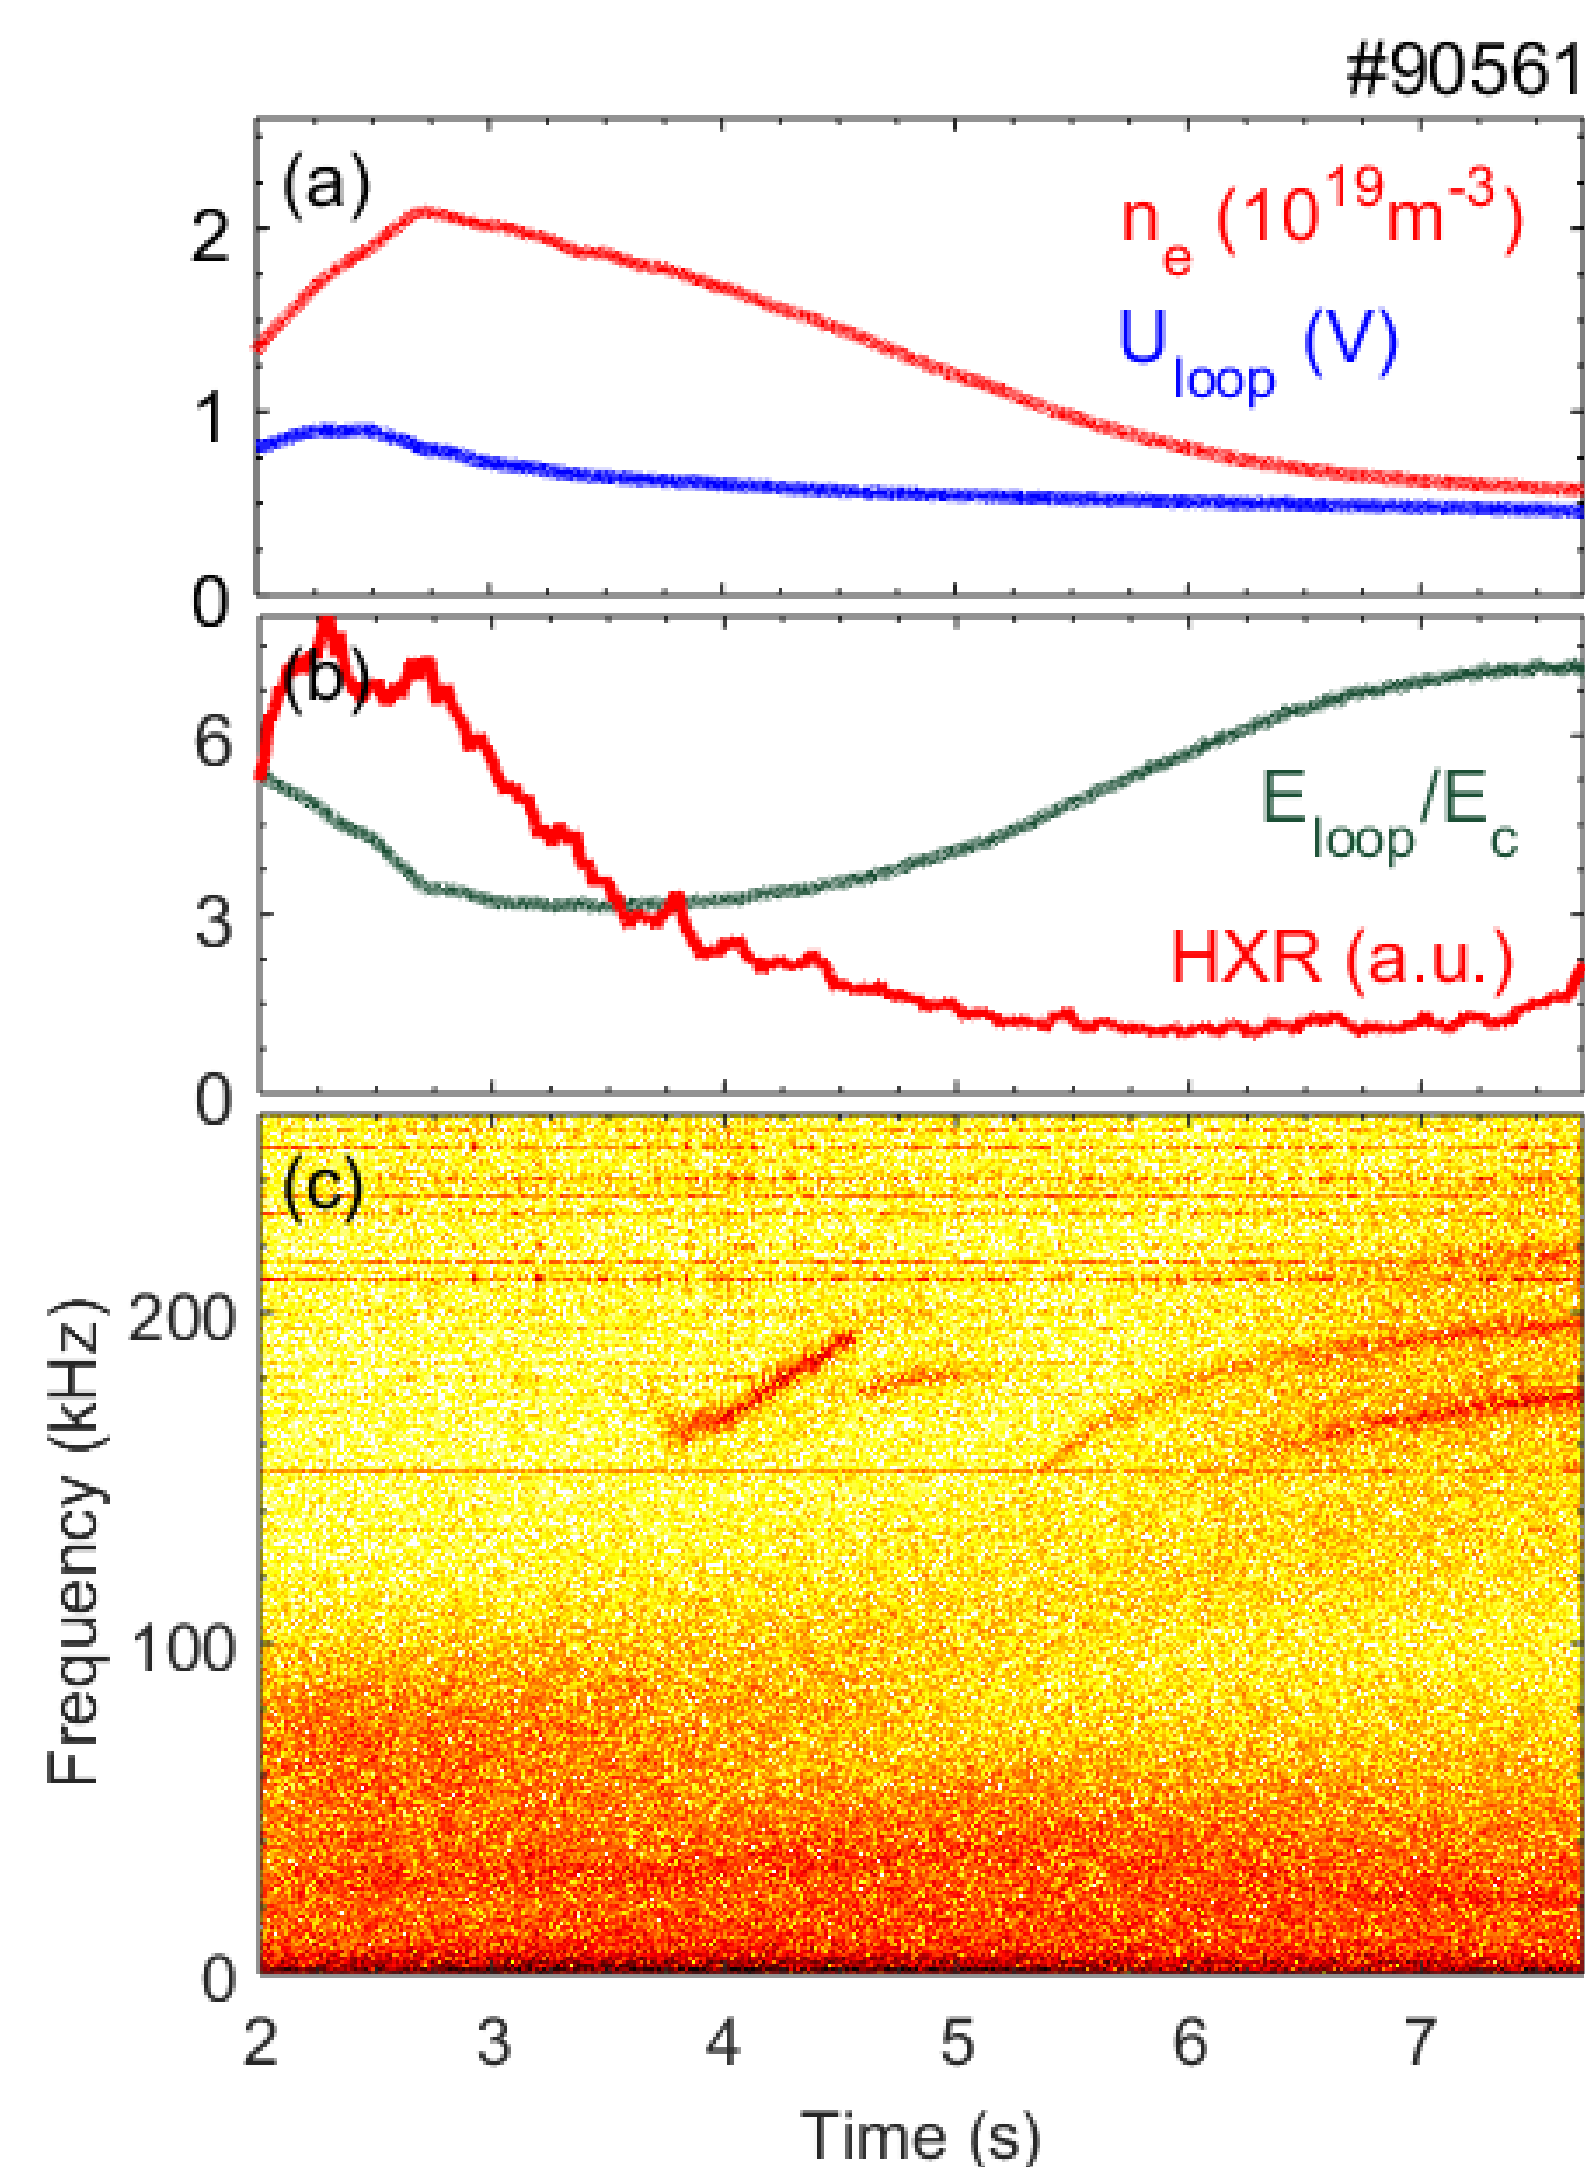 #90561
(a)
n_e (10^19 m^-3)
U_loop (V)
2
1
0
(b)
E_loop/E_c
HXR (a.u.)
6
3
0
(c)
Frequency (kHz)
200
100
0
2 3 4 5 6 7
Time (s)